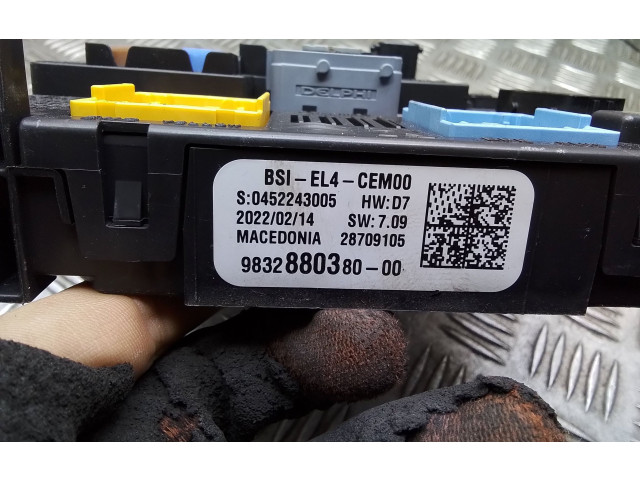 DELPHI
BSI-EL4-CEM00
S:0452243005 HW:D7
2022/02/14 SW:7.09
MACEDONIA 28709105
9832880380-00